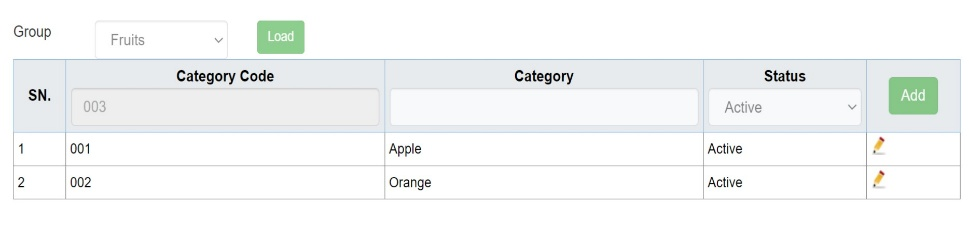 Group Fruits Load
SN. Category Code Category Status
003 Active Add
1 001 Apple Active
2 002 Orange Active